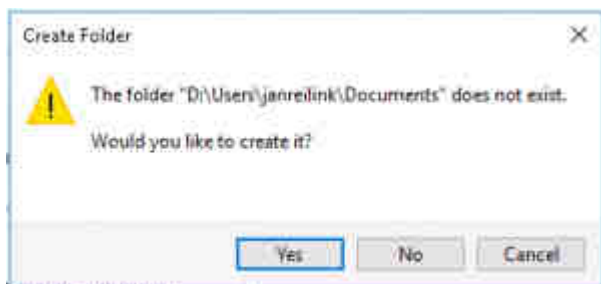 Create Folder
The folder "D:\Users\janreilink\Documents" does not exist.
Would you like to create it?
Yes
No
Cancel